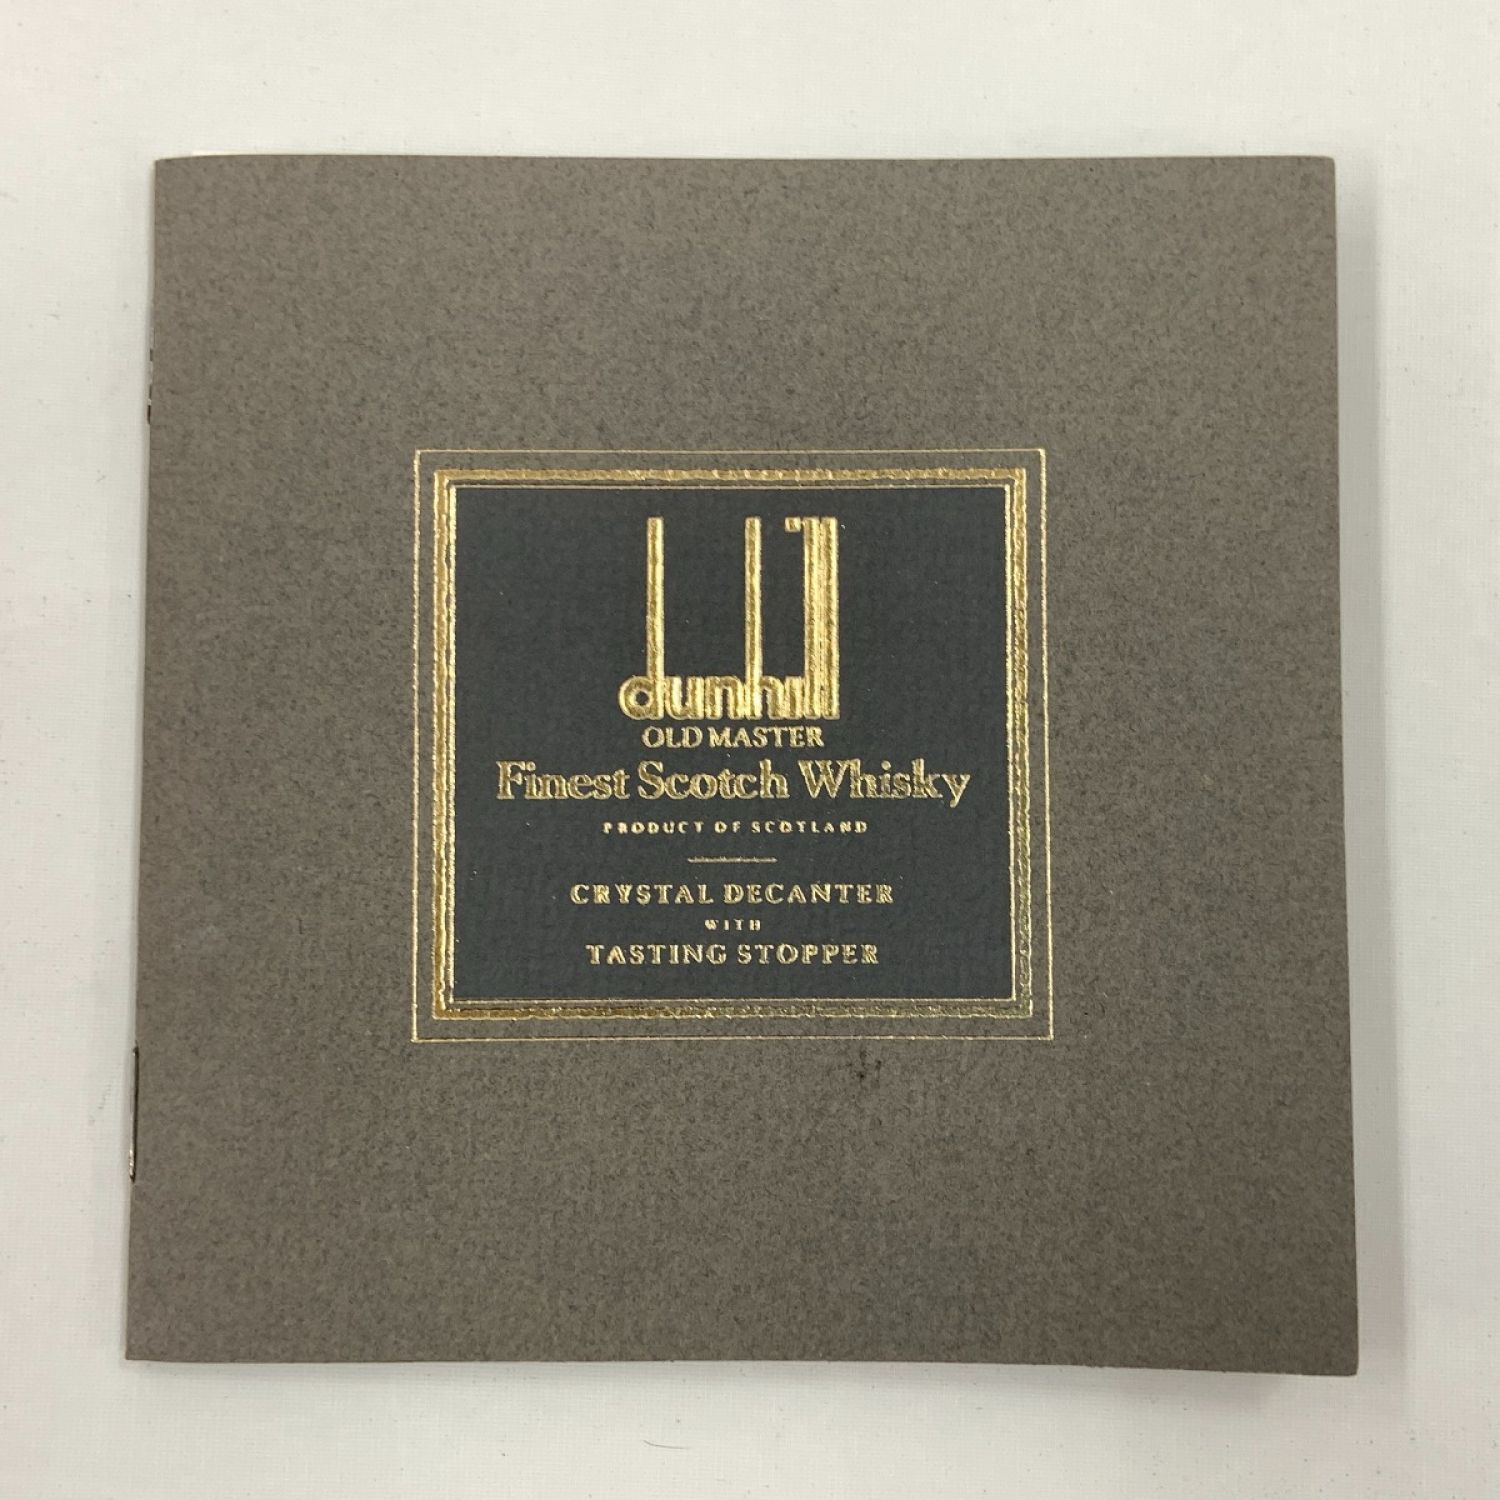 dunhill
OLD MASTER
Finest Scotch Whisky
PRODUCT OF SCOTLAND
CRYSTAL DECANTER
WITH
TASTING STOPPER